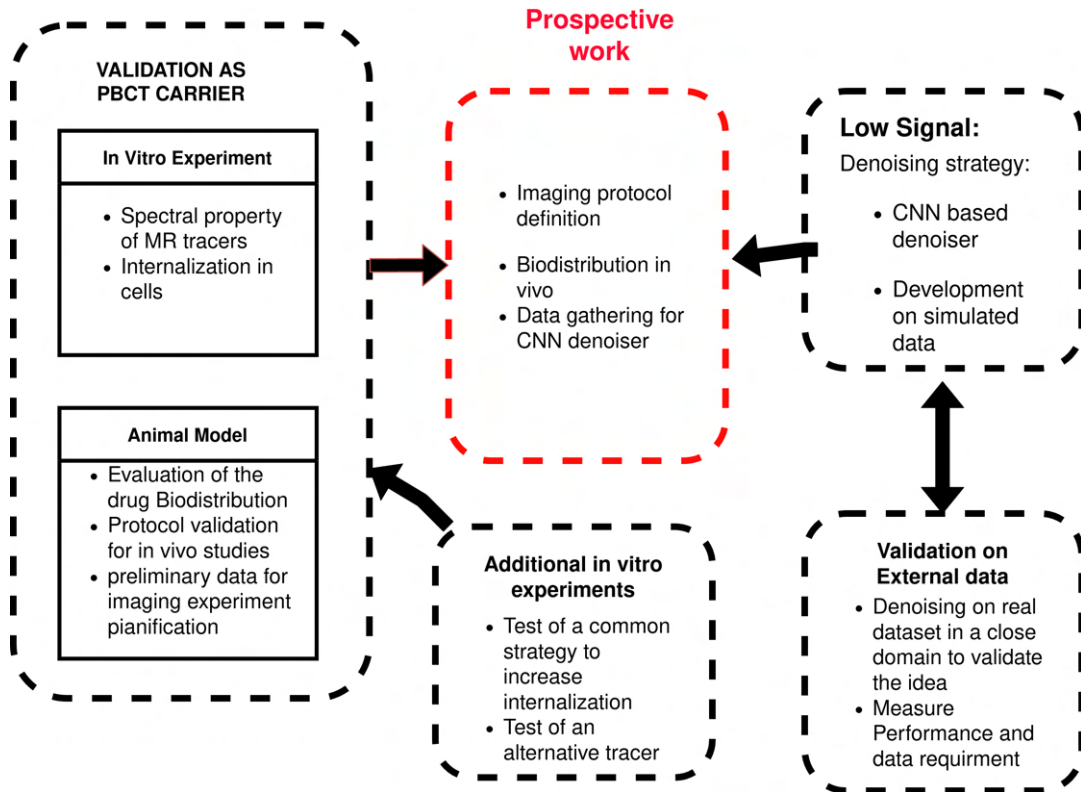 Prospective
work
VALIDATION AS
PBCT CARRIER
In Vitro Experiment
• Spectral property
of MR tracers
• Internalization in
cells
Animal Model
• Evaluation of the
drug Biodistribution
• Protocol validation
for in vivo studies
• preliminary data for
imaging experiment
pianification
• Imaging protocol
definition
• Biodistribution in
vivo
• Data gathering for
CNN denoiser
Additional in vitro
experiments
• Test of a common
strategy to
increase
internalization
• Test of an
alternative tracer
Low Signal:
Denoising strategy:
• CNN based
denoiser
• Development
on simulated
data
Validation on
External data
• Denoising on real
dataset in a close
domain to validate
the idea
• Measure
Performance and
data requirment